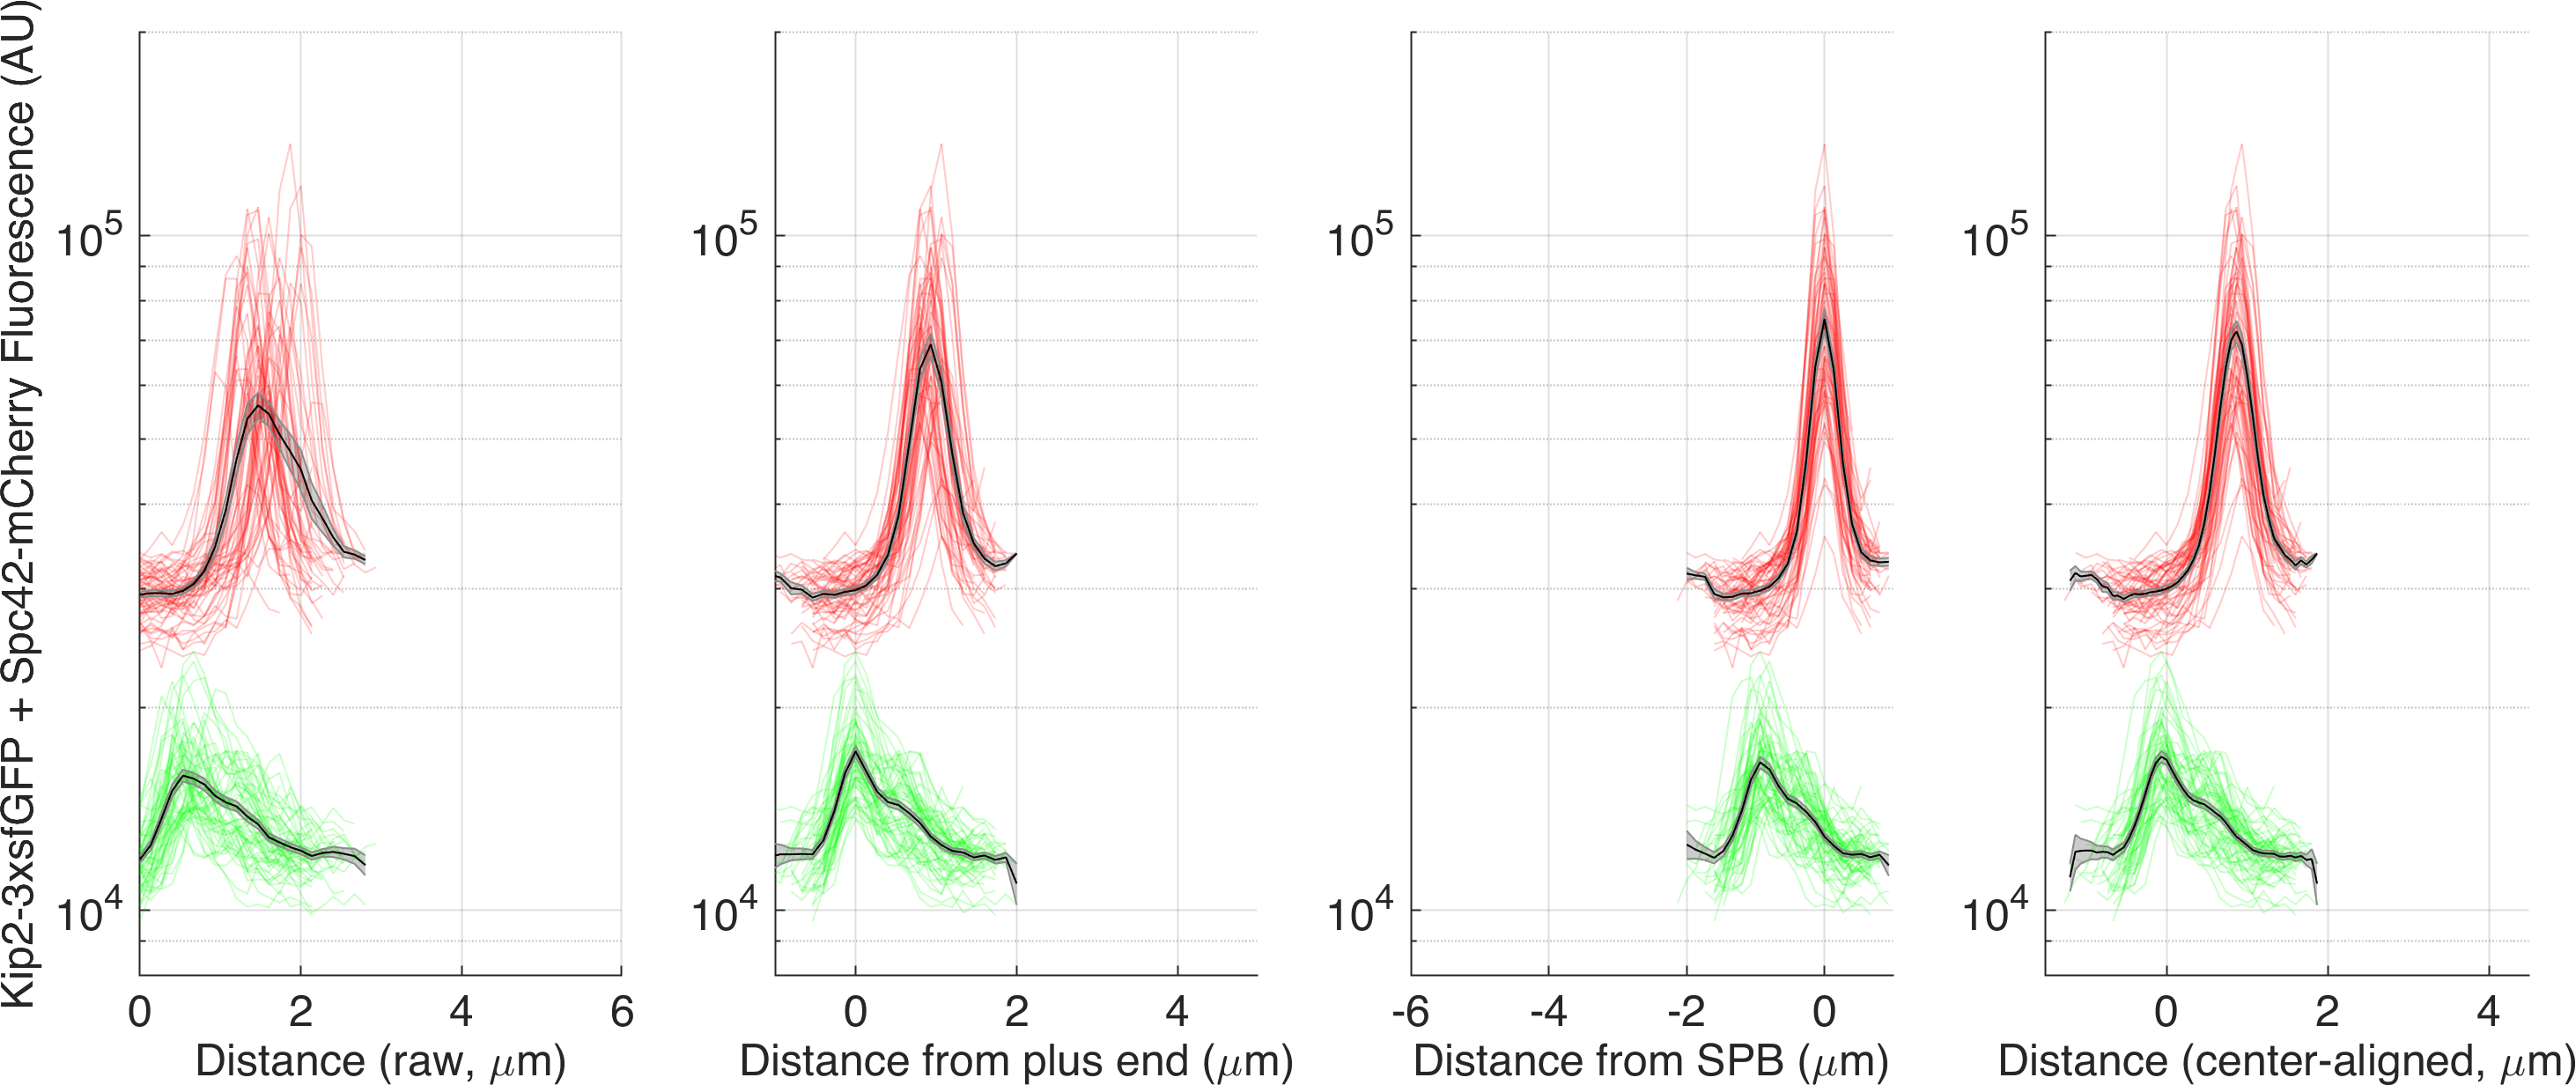 Kip2-3xsfGFP + Spc42-mCherry Fluorescence (AU)
10^5
10^4
0 2 4 6
Distance (raw, μm)
10^5
10^4
0 2 4
Distance from plus end (μm)
10^5
10^4
-6 -4 -2 0
Distance from SPB (μm)
10^5
10^4
0 2 4
Distance (center-aligned, μm)